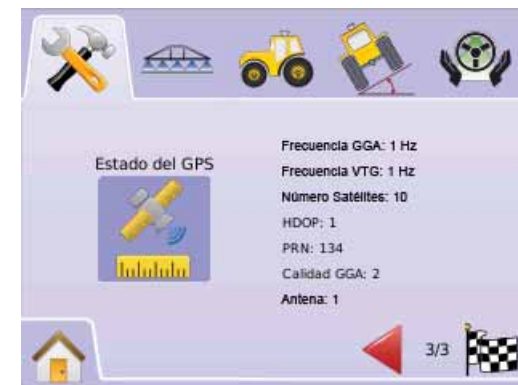 Estado del GPS
Frecuencia GGA: 1 Hz
Frecuencia VTG: 1 Hz
Número Satélites: 10
HDOP: 1
PRN: 134
Calidad GGA: 2
Antena: 1
3/3